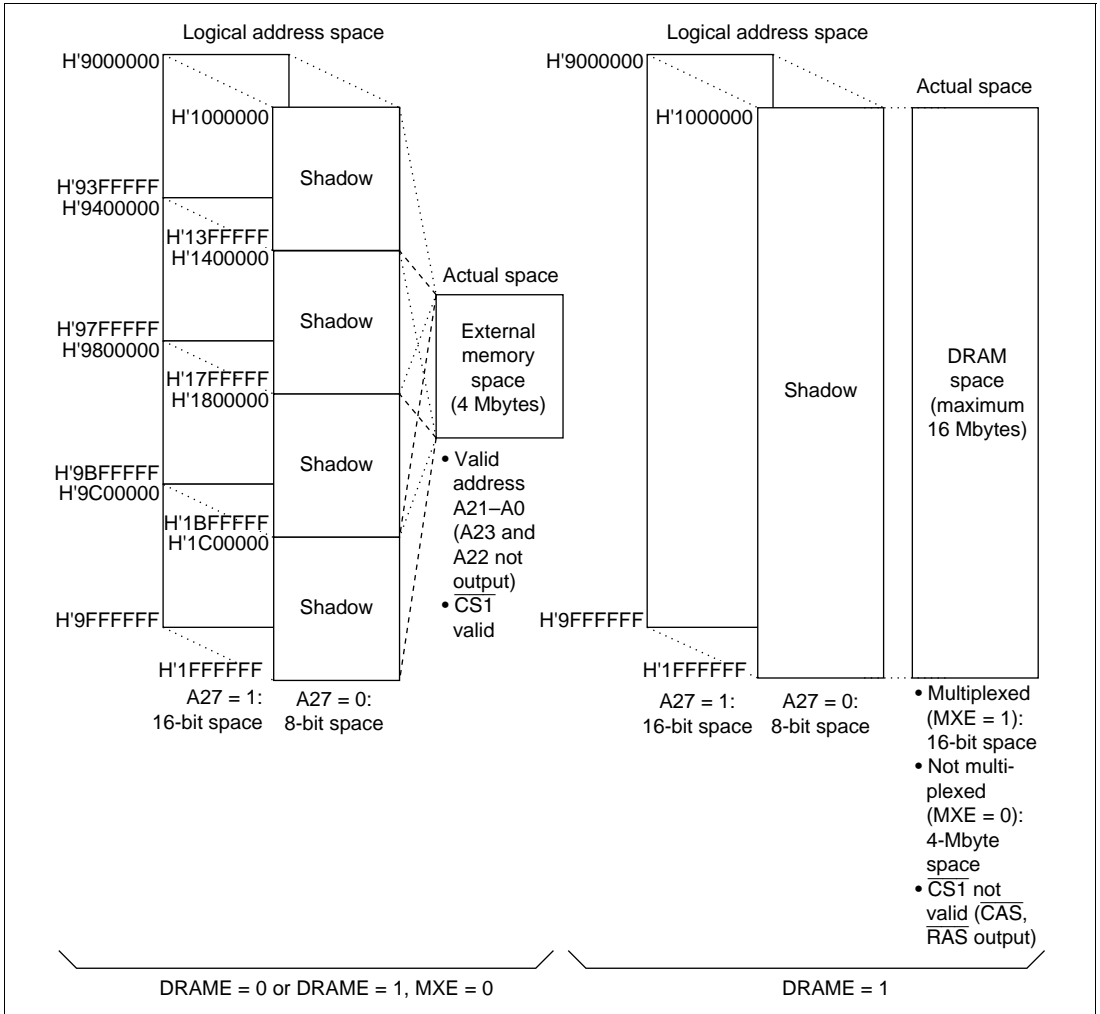 Logical address space
H'9000000
H'1000000
Shadow
H'93FFFFF
H'9400000
H'13FFFFF
H'1400000
Shadow
H'97FFFFF
H'9800000
H'17FFFFF
H'1800000
Shadow
H'9BFFFFF
H'9C00000
H'1BFFFFF
H'1C00000
Shadow
H'9FFFFFF
H'1FFFFFF
A27 = 1:
16-bit space
A27 = 0:
8-bit space
Actual space
External
memory
space
(4 Mbytes)
• Valid
address
A21–A0
(A23 and
A22 not
output)
• CS1
valid
DRAME = 0 or DRAME = 1, MXE = 0
Logical address space
H'9000000
H'1000000
Shadow
H'9FFFFFF
H'1FFFFFF
A27 = 1:
16-bit space
A27 = 0:
8-bit space
Actual space
DRAM
space
(maximum
16 Mbytes)
• Multiplexed
(MXE = 1):
16-bit space
• Not multi-
plexed
(MXE = 0):
4-Mbyte
space
• CS1 not
valid (CAS,
RAS output)
DRAME = 1